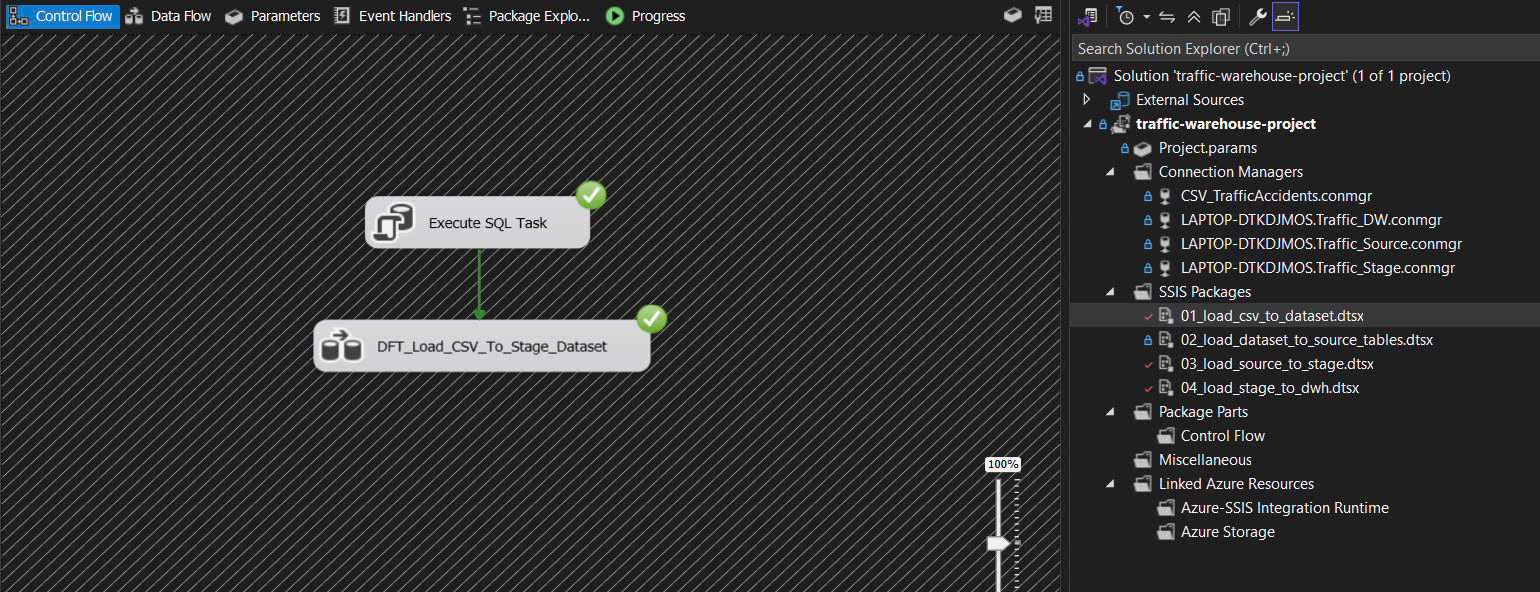 Control Flow Data Flow Parameters Event Handlers Package Explo... Progress
Execute SQL Task
DFT_Load_CSV_To_Stage_Dataset
100%
Search Solution Explorer (Ctrl+;)
Solution 'traffic-warehouse-project' (1 of 1 project)
External Sources
traffic-warehouse-project
Project.params
Connection Managers
CSV_TrafficAccidents.conmgr
LAPTOP-DTKDJMOS.Traffic_DW.conmgr
LAPTOP-DTKDJMOS.Traffic_Source.conmgr
LAPTOP-DTKDJMOS.Traffic_Stage.conmgr
SSIS Packages
01_load_csv_to_dataset.dtsx
02_load_dataset_to_source_tables.dtsx
03_load_source_to_stage.dtsx
04_load_stage_to_dwh.dtsx
Package Parts
Control Flow
Miscellaneous
Linked Azure Resources
Azure-SSIS Integration Runtime
Azure Storage